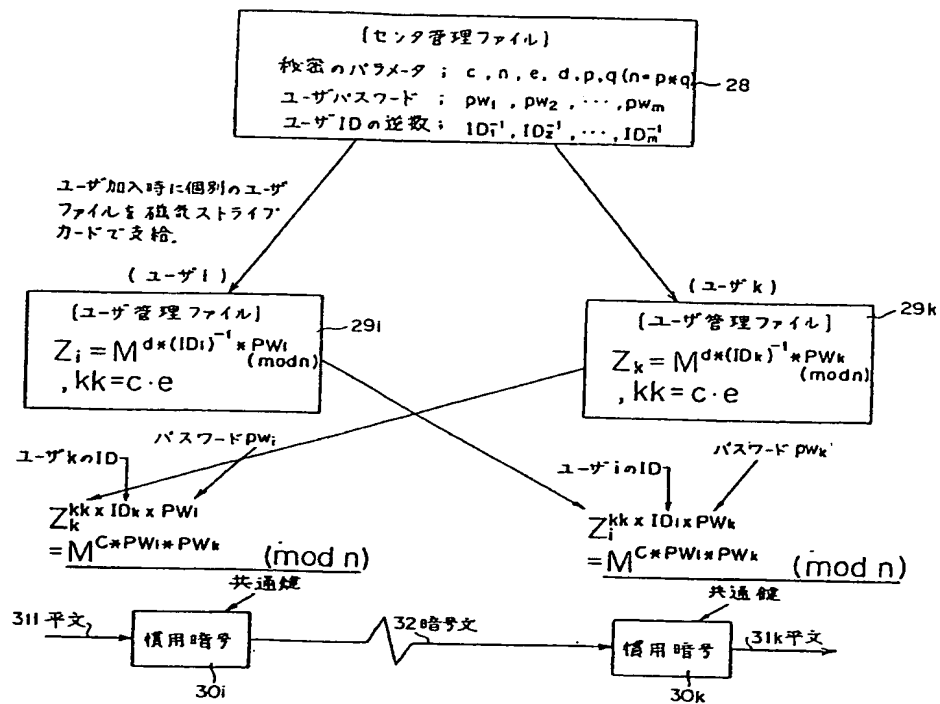 [センタ管理ファイル]
秘密のパラメータ ; c, n, e, d, p, q (n=p*q)
ユーザパスワード ; pw₁, pw₂, ..., pwₘ
ユーザIDの逆数; ID₁⁻¹, ID₂⁻¹, ..., IDₘ⁻¹
28
ユーザ加入時に個別のユーザ
ファイルを磁気ストライプ
カードで支給.
(ユーザi)
[ユーザ管理ファイル]
Zi = M^d*(IDi)⁻¹*PWi
(mod n)
, kk = c·e
29i
(ユーザk)
[ユーザ管理ファイル]
Zk = M^d*(IDk)⁻¹*PWk
(mod n)
, kk = c·e
29k
パスワードpwi
ユーザkのID
Zk^kk x IDk x PWi
= M^C*PWi*PWk (mod n)
共通鍵
パスワードpwk
ユーザiのID
Zi^kk x IDi x PWk
= M^C*PWi*PWk (mod n)
共通鍵
31i 平文
慣用暗号
30i
32 暗号文
慣用暗号
30k
31k 平文